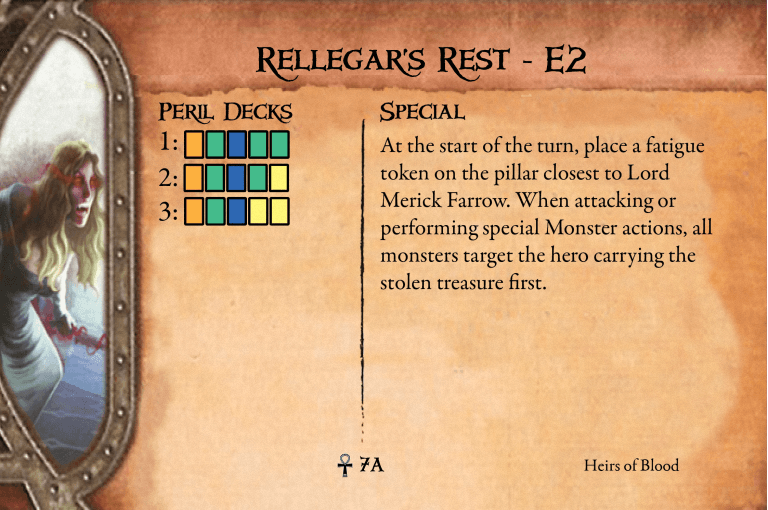 Rellegar's Rest - E2
Peril Decks
1:
2:
3:
Special
At the start of the turn, place a fatigue
token on the pillar closest to Lord
Merick Farrow. When attacking or
performing special Monster actions, all
monsters target the hero carrying the
stolen treasure first.
7A
Heirs of Blood